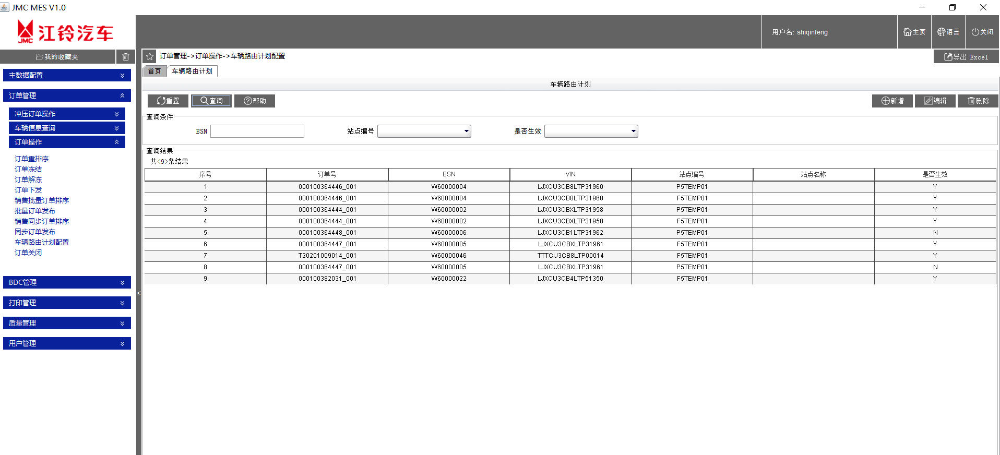 JMC MES V1.0
JMC 江铃汽车
用户名: shiqinfeng
主页
语言
关闭
我的收藏夹
订单管理->订单操作->车辆路由计划配置
导出 Excel
首页 车辆路由计划
车辆路由计划
重置 查询 帮助 新增 编辑 删除
查询条件
BSN 站点编号 是否生效
查询结果
共<9>条结果
序号 订单号 BSN VIN 站点编号 站点名称 是否生效
1 000100364446_001 W60000004 LJXCU3CB8LTP31960 P5TEMP01 Y
2 000100364446_001 W60000004 LJXCU3CB8LTP31960 F5TEMP01 Y
3 000100364444_001 W60000002 LJXCU3CBXLTP31958 P5TEMP01 Y
4 000100364444_001 W60000002 LJXCU3CBXLTP31958 F5TEMP01 Y
5 000100364448_001 W60000006 LJXCU3CB1LTP31962 P5TEMP01 N
6 000100364447_001 W60000005 LJXCU3CBXLTP31961 F5TEMP01 Y
7 T20201009014_001 W60000046 TTTCU3CB8LTP00014 F5TEMP01 Y
8 000100364447_001 W60000005 LJXCU3CBXLTP31961 P5TEMP01 N
9 000100382031_001 W60000022 LJXCU3CB4LTP51350 F5TEMP01 Y
主数据配置
订单管理
冲压订单操作
车辆信息查询
订单操作
订单重排序
订单冻结
订单解冻
订单下发
销售批量订单排序
批量订单发布
销售同步订单排序
同步订单发布
车辆路由计划配置
订单关闭
BDC管理
打印管理
质量管理
用户管理
<